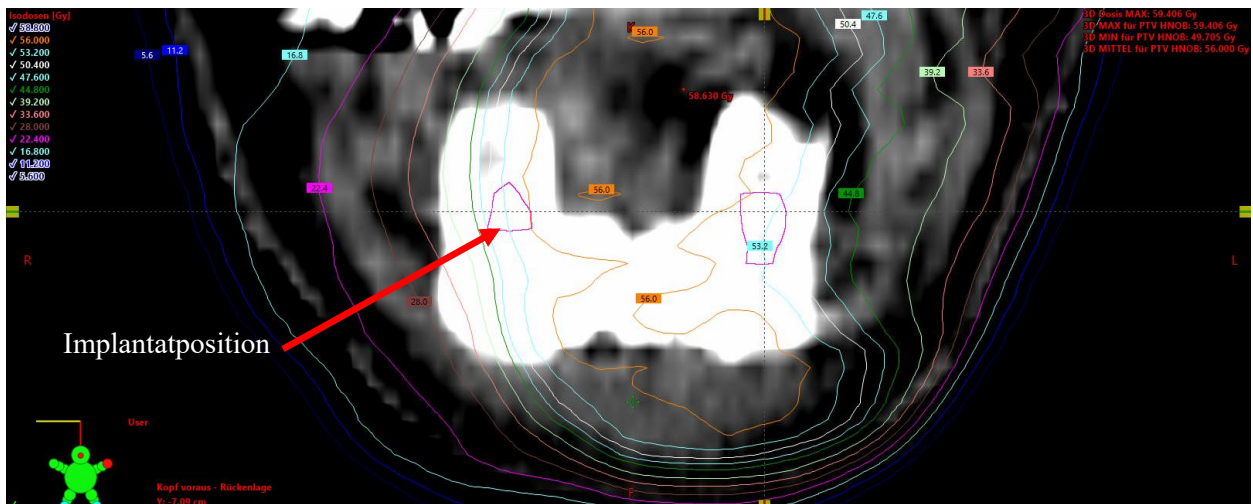 Isodosen [Gy]
✓ 58.800
✓ 56.000
✓ 53.200
✓ 50.400
✓ 47.600
✓ 44.800
✓ 39.200
✓ 33.600
✓ 28.000
✓ 22.400
✓ 16.800
✓ 11.200
✓ 5.600
5.6
11.2
16.8
56.0
50.4
47.6
39.2
33.6
3D Dosis MAX: 59.406 Gy
3D MAX für PTV HNOB: 59.406 Gy
3D MIN für PTV HNOB: 49.705 Gy
3D MITTEL für PTV HNOB: 56.000 Gy
58.630 Gy
22.4
56.0
44.8
53.2
R
L
28.0
56.0
Implantatposition
User
Kopf voraus - Rückenlage
Y: -7.09 cm
F